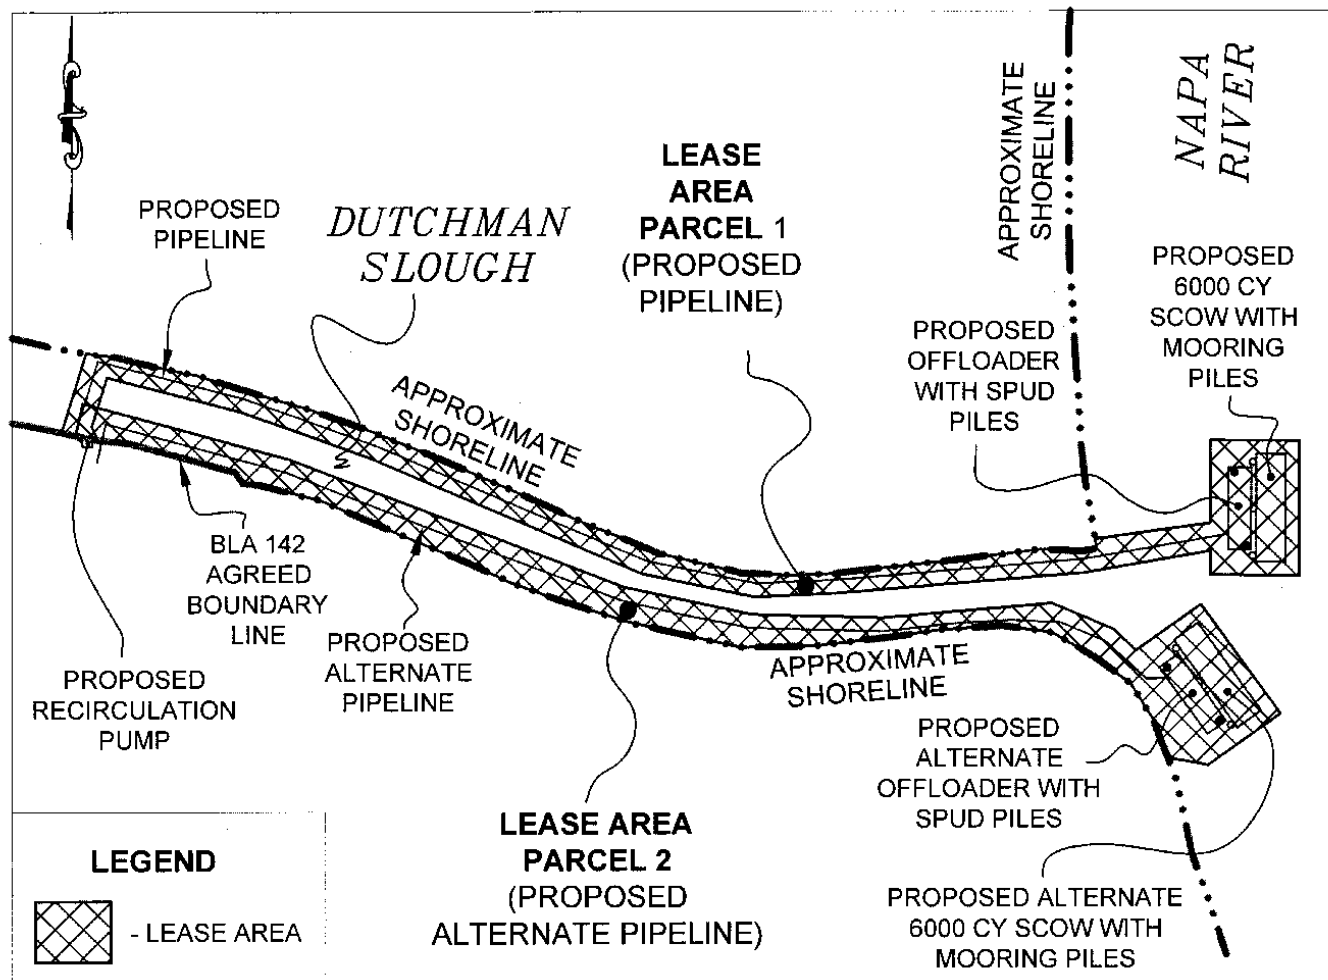 NAPA
RIVER
APPROXIMATE
SHORELINE
LEASE
AREA
PARCEL 1
(PROPOSED
PIPELINE)
PROPOSED
PIPELINE
DUTCHMAN
SLOUGH
PROPOSED
6000 CY
SCOW WITH
MOORING
PILES
PROPOSED
OFFLOADER
WITH SPUD
PILES
APPROXIMATE
SHORELINE
BLA 142
AGREED
BOUNDARY
LINE
PROPOSED
ALTERNATE
PIPELINE
PROPOSED
RECIRCULATION
PUMP
APPROXIMATE
SHORELINE
PROPOSED
ALTERNATE
OFFLOADER WITH
SPUD PILES
LEASE AREA
PARCEL 2
(PROPOSED
ALTERNATE PIPELINE)
PROPOSED ALTERNATE
6000 CY SCOW WITH
MOORING PILES
LEGEND
- LEASE AREA